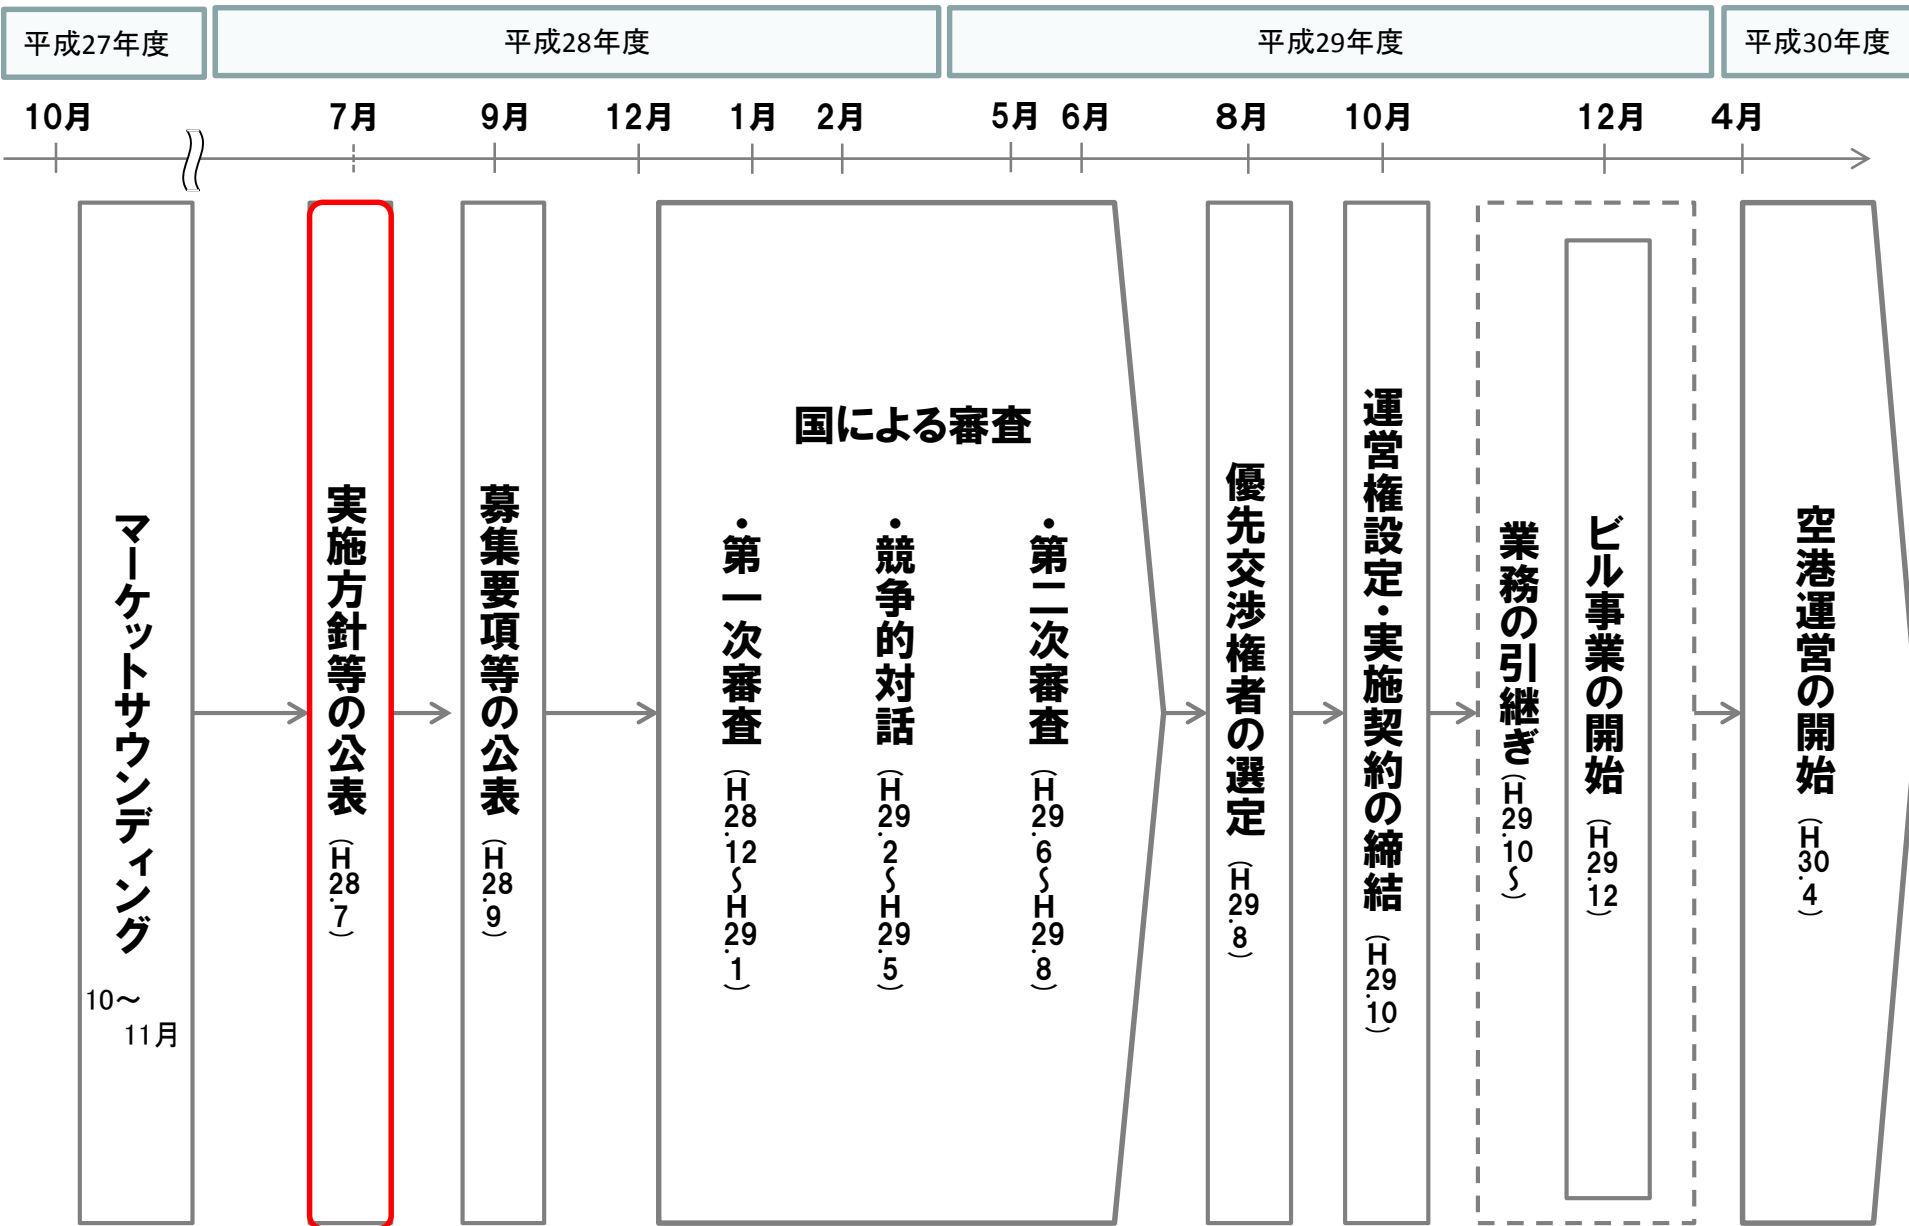 平成27年度
平成28年度
平成29年度
平成30年度
10月
7月
9月
12月
1月
2月
5月
6月
8月
10月
12月
4月
マーケットサウンディング
10～
11月
実施方針等の公表（H28.7）
募集要項等の公表（H28.9）
国による審査
・第一次審査（H28.12～H29.1）
・競争的対話（H29.2～H29.5）
・第二次審査（H29.6～H29.8）
優先交渉権者の選定（H29.8）
運営権設定・実施契約の締結（H29.10）
業務の引継ぎ（H29.10～）
ビル事業の開始（H29.12）
空港運営の開始（H30.4）